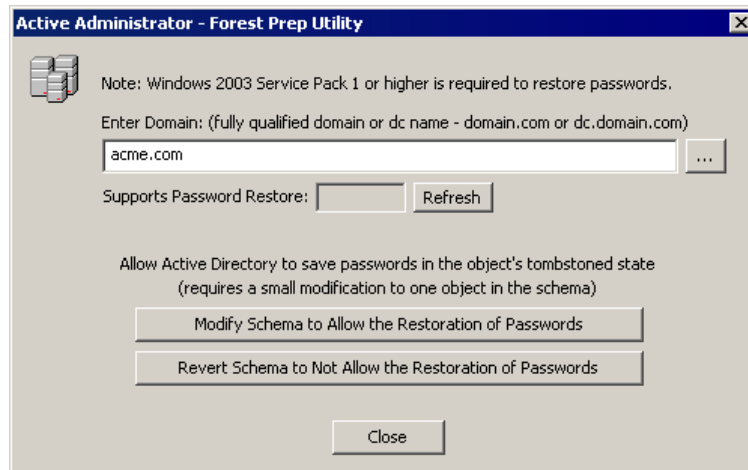 Active Administrator - Forest Prep Utility
Note: Windows 2003 Service Pack 1 or higher is required to restore passwords.
Enter Domain: (fully qualified domain or dc name - domain.com or dc.domain.com)
acme.com
...
Supports Password Restore:
Refresh
Allow Active Directory to save passwords in the object's tombstoned state
(requires a small modification to one object in the schema)
Modify Schema to Allow the Restoration of Passwords
Revert Schema to Not Allow the Restoration of Passwords
Close